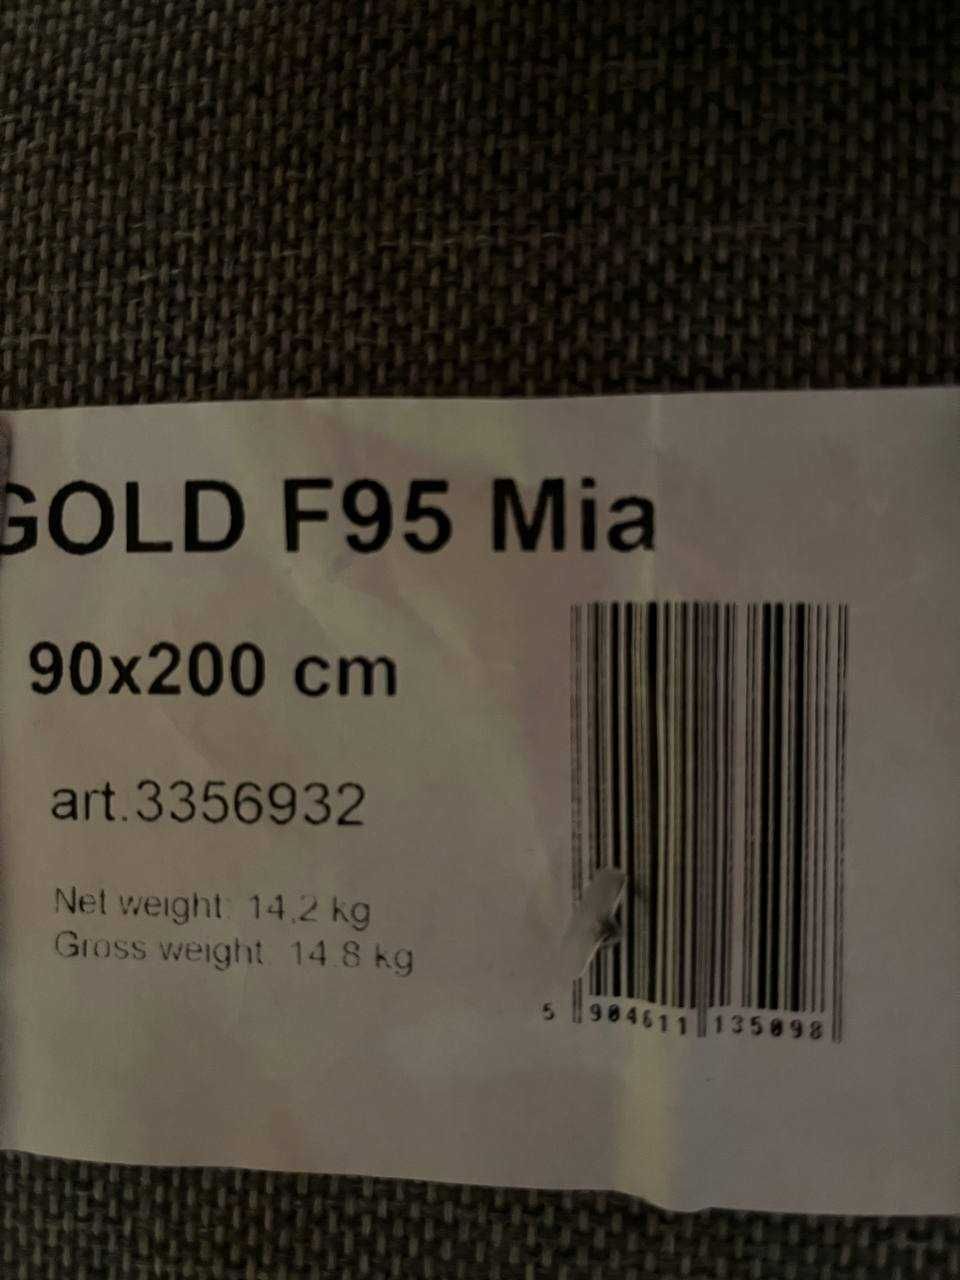 GOLD F95 Mia
90x200 cm
art.3356932
Net weight: 14,2 kg
Gross weight: 14.8 kg
5 904611 135098